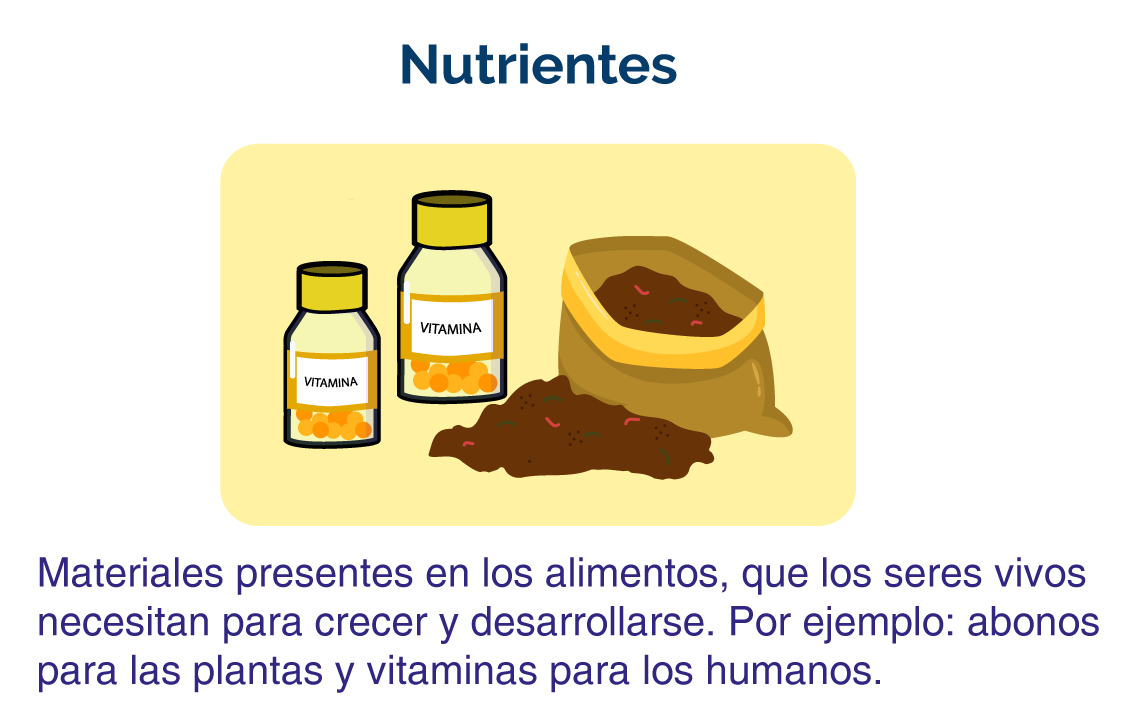 Nutrientes
VITAMINA
VITAMINA
Materiales presentes en los alimentos, que los seres vivos
necesitan para crecer y desarrollarse. Por ejemplo: abonos
para las plantas y vitaminas para los humanos.